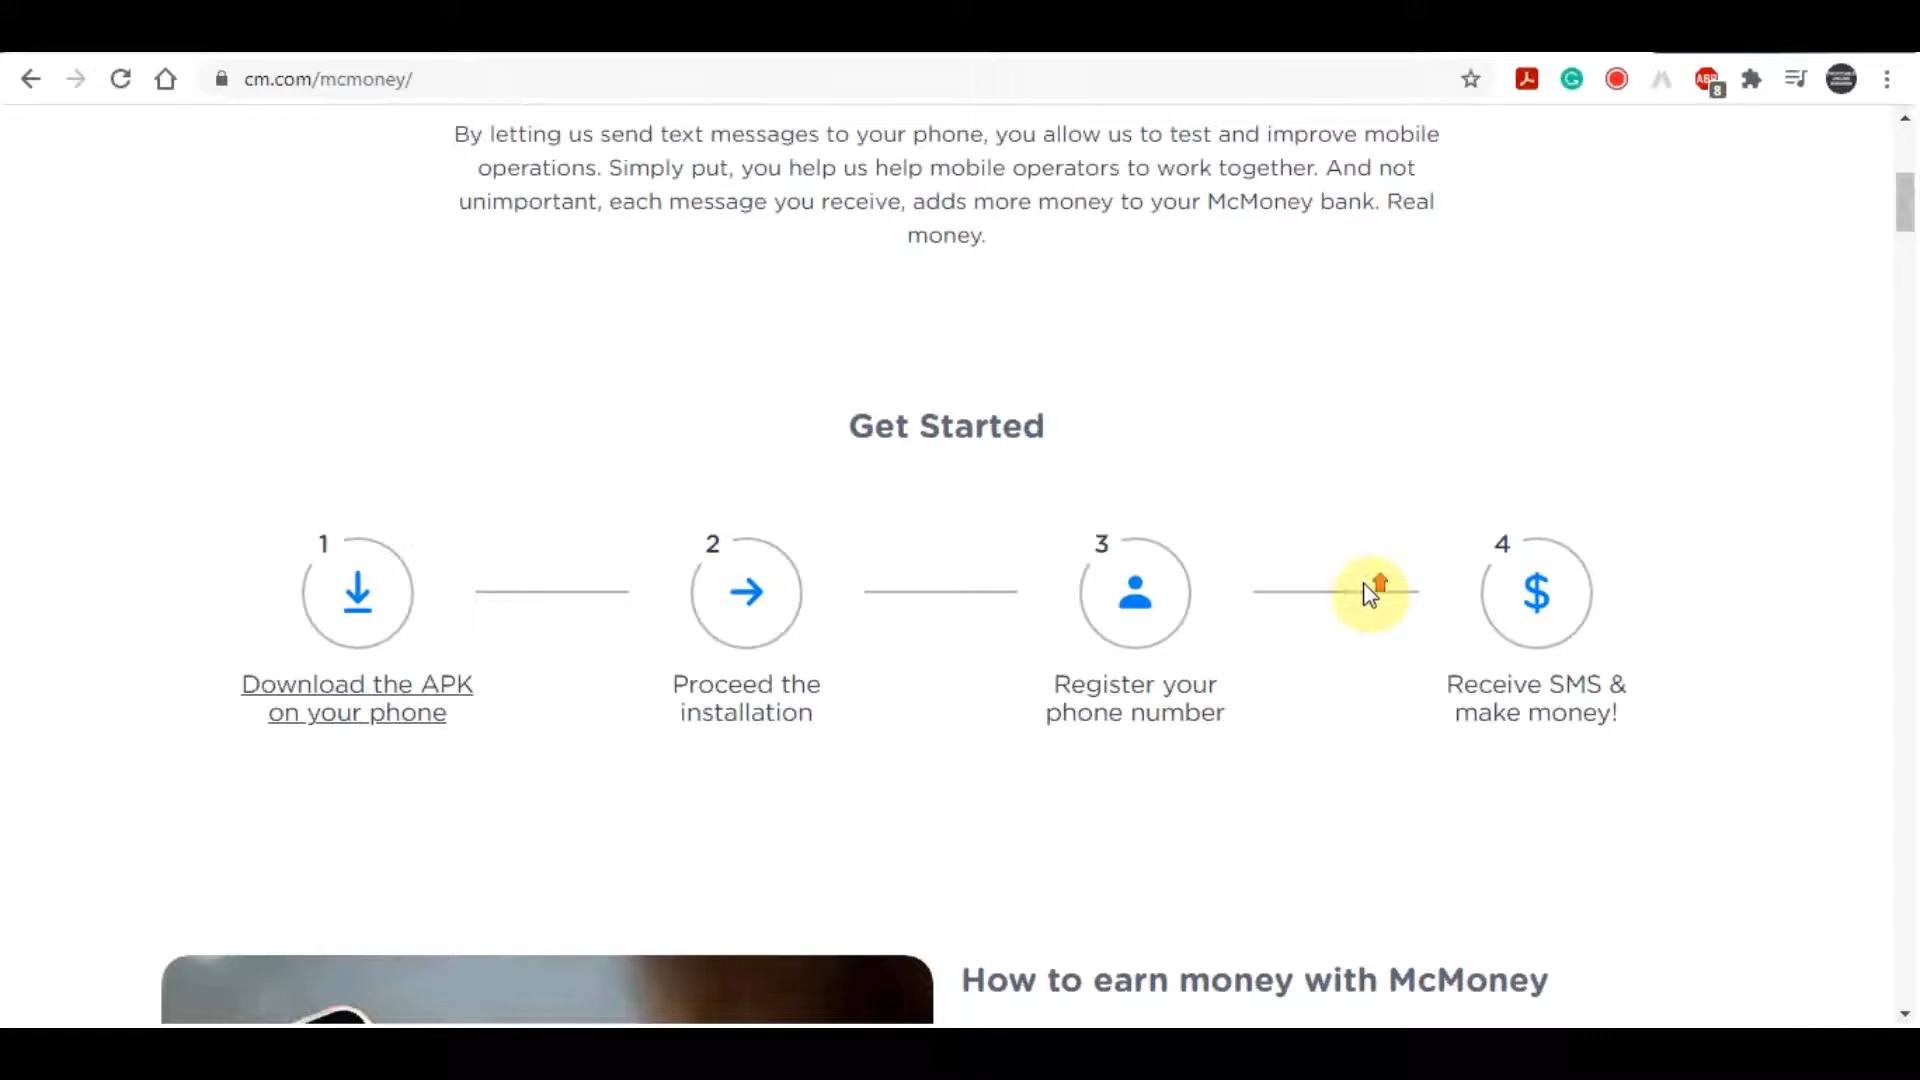 cm.com/mcmoney/
ABP
8
By letting us send text messages to your phone, you allow us to test and improve mobile
operations. Simply put, you help us help mobile operators to work together. And not
unimportant, each message you receive, adds more money to your McMoney bank. Real
money.
Get Started
1
2
3
4
Download the APK
on your phone
Proceed the
installation
Register your
phone number
Receive SMS &
make money!
How to earn money with McMoney